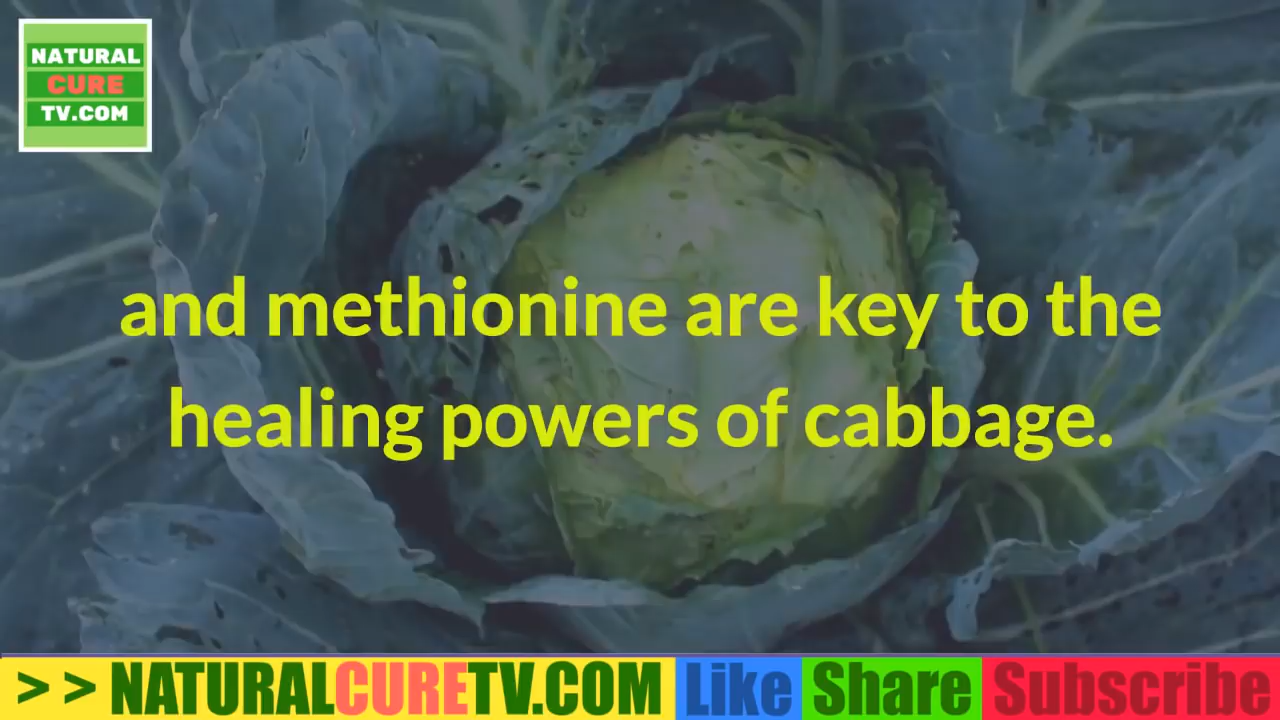 NATURAL
CURE
TV.COM
and methionine are key to the
healing powers of cabbage.
> > NATURALCURETV.COM Like Share Subscribe